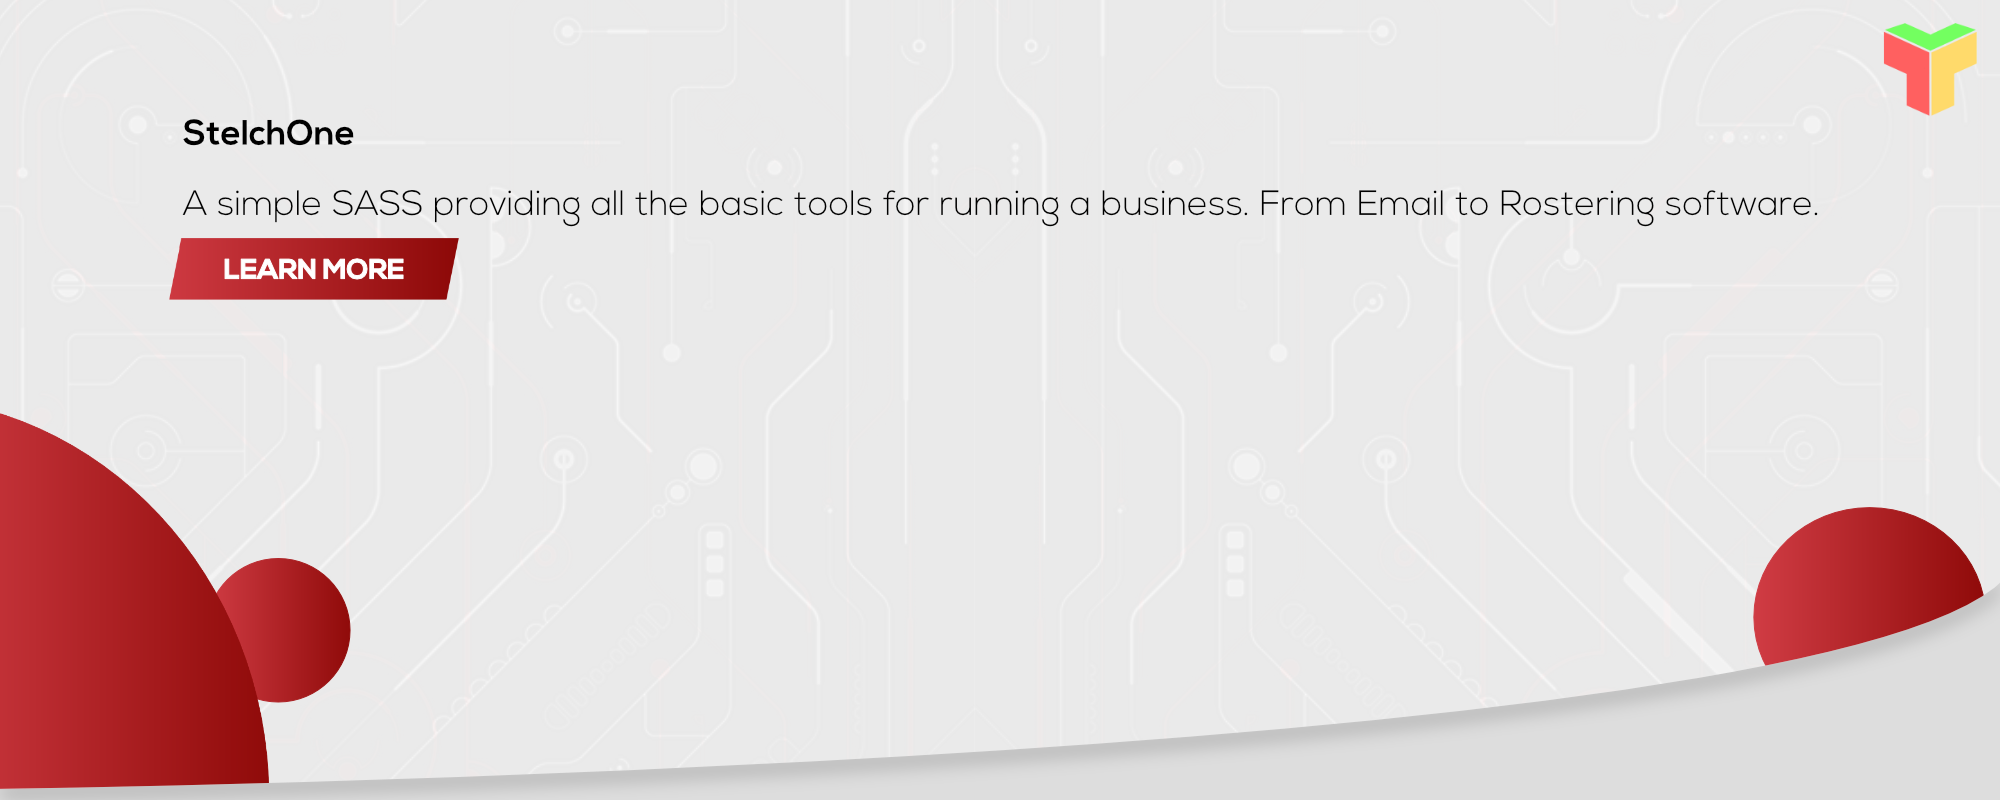 StelchOne
A simple SASS providing all the basic tools for running a business. From Email to Rostering software.
LEARN MORE